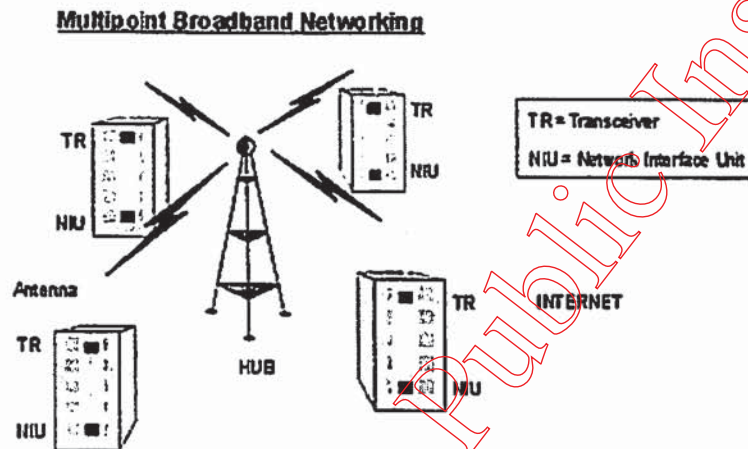 Multipoint Broadband Networking
TR
NIU
TR
NIU
TR = Transceiver
NIU = Network Interface Unit
Antenna
TR
NIU
HUB
TR
NIU
INTERNET
Public Ins